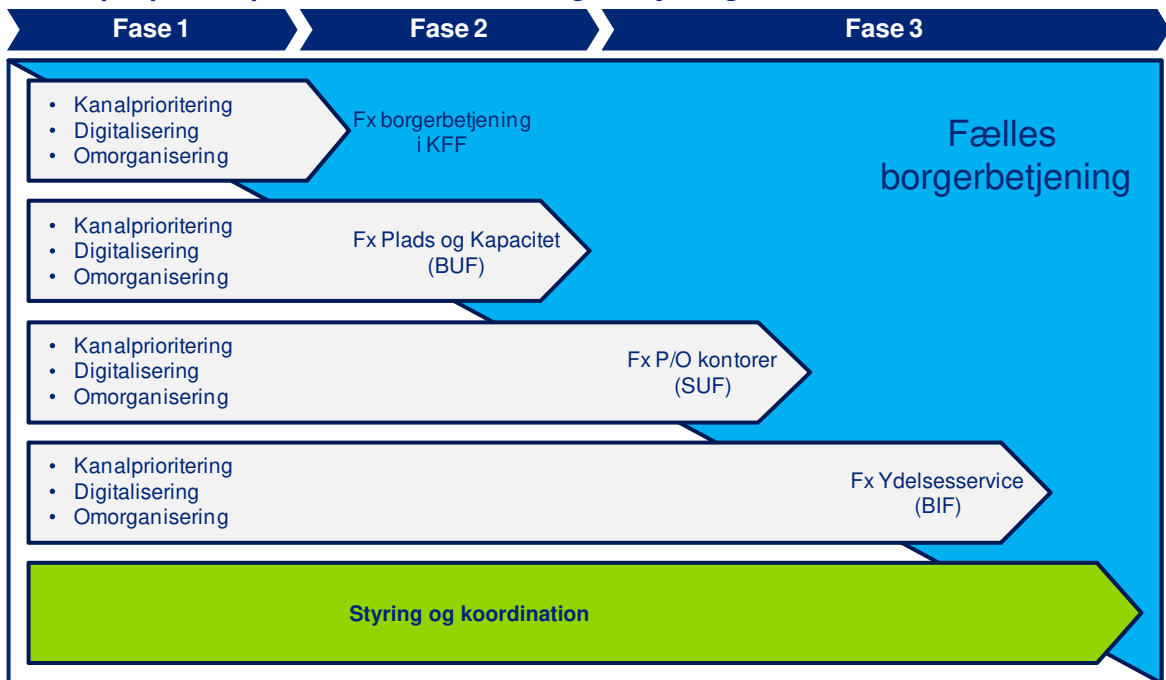 Fase 1
Fase 2
Fase 3
• Kanalprioritering
• Digitalisering
• Omorganisering
Fx borgerbetjening
i KFF
Fælles
borgerbetjening
• Kanalprioritering
• Digitalisering
• Omorganisering
Fx Plads og Kapacitet
(BUF)
• Kanalprioritering
• Digitalisering
• Omorganisering
Fx P/O kontorer
(SUF)
• Kanalprioritering
• Digitalisering
• Omorganisering
Fx Ydelsesservice
(BIF)
Styring og koordination